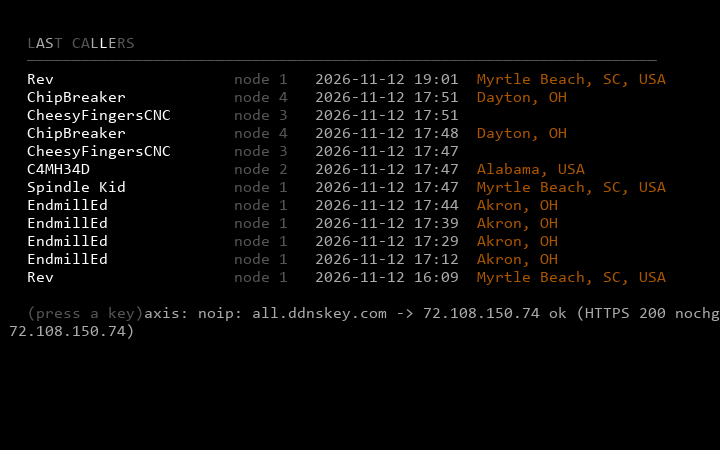 LAST CALLERS
Rev node 1 2026-11-12 19:01 Myrtle Beach, SC, USA
ChipBreaker node 4 2026-11-12 17:51 Dayton, OH
CheesyFingersCNC node 3 2026-11-12 17:51
ChipBreaker node 4 2026-11-12 17:48 Dayton, OH
CheesyFingersCNC node 3 2026-11-12 17:47
C4MH34D node 2 2026-11-12 17:47 Alabama, USA
Spindle Kid node 1 2026-11-12 17:47 Myrtle Beach, SC, USA
EndmillEd node 1 2026-11-12 17:44 Akron, OH
EndmillEd node 1 2026-11-12 17:39 Akron, OH
EndmillEd node 1 2026-11-12 17:29 Akron, OH
EndmillEd node 1 2026-11-12 17:12 Akron, OH
Rev node 1 2026-11-12 16:09 Myrtle Beach, SC, USA
(press a key)axis: noip: all.ddnskey.com -> 72.108.150.74 ok (HTTPS 200 nochg
72.108.150.74)